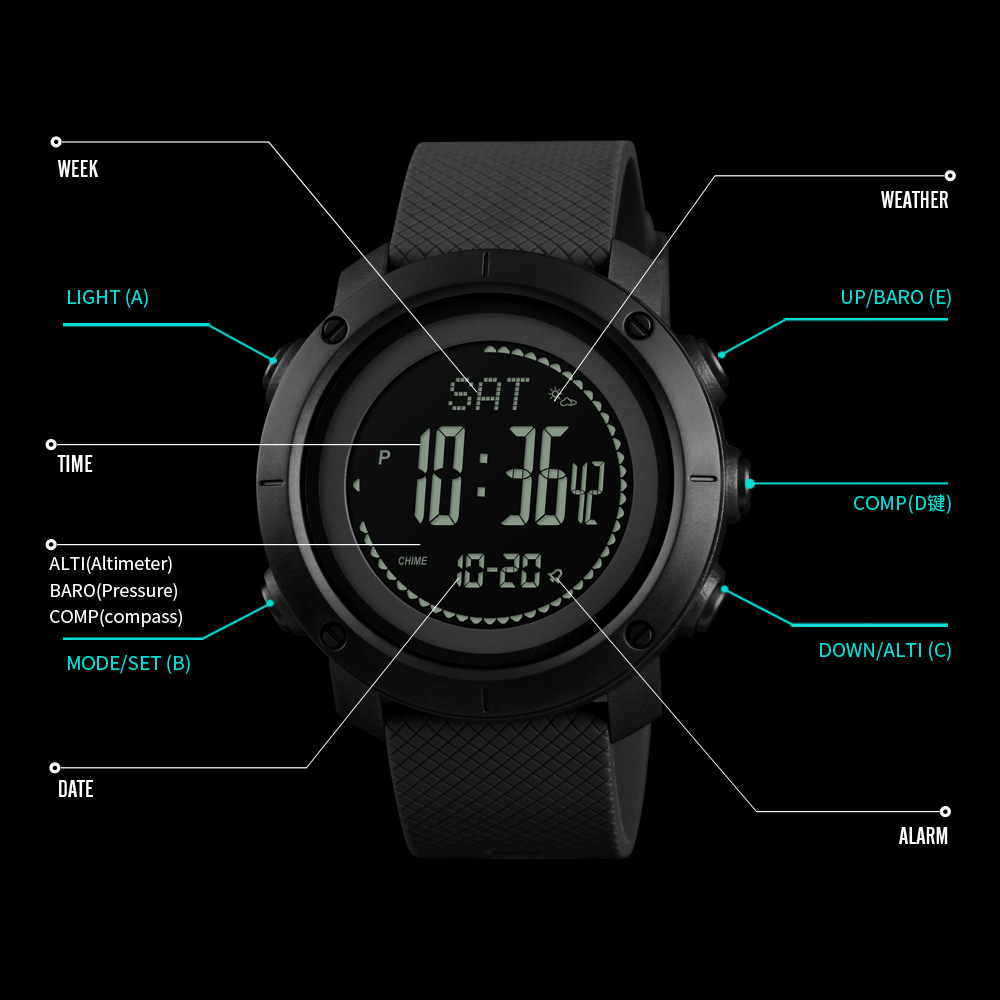 WEEK
WEATHER
LIGHT (A)
UP/BARO (E)
SAT
TIME
P
10:36 42
COMP(D键)
ALTI(Altimeter)
BARO(Pressure)
COMP(compass)
CHIME
10-20
MODE/SET (B)
DOWN/ALTI (C)
DATE
ALARM